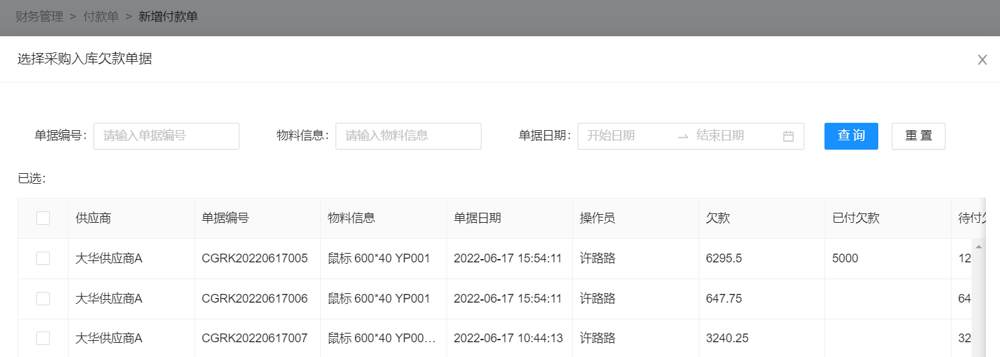 财务管理 > 付款单 > 新增付款单
选择采购入库欠款单据
单据编号: 请输入单据编号 物料信息: 请输入物料信息 单据日期: 开始日期 → 结束日期 查 询 重 置
已选:
供应商 单据编号 物料信息 单据日期 操作员 欠款 已付欠款 待付
大华供应商A CGRK20220617005 鼠标 600*40 YP001 2022-06-17 15:54:11 许路路 6295.5 5000 12
大华供应商A CGRK20220617006 鼠标 600*40 YP001 2022-06-17 15:54:11 许路路 647.75 64
大华供应商A CGRK20220617007 鼠标 600*40 YP00… 2022-06-17 10:44:13 许路路 3240.25 32